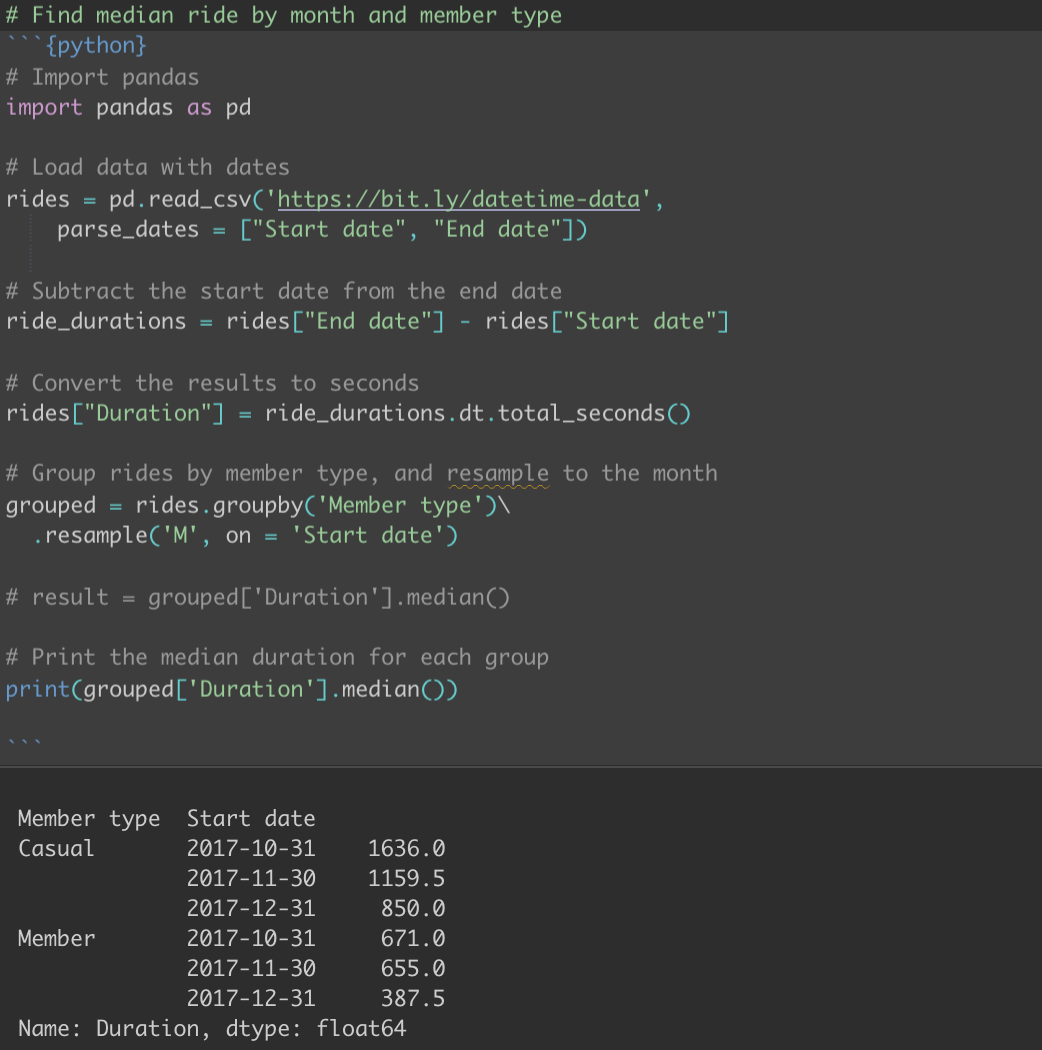 # Find median ride by month and member type
```{python}
# Import pandas
import pandas as pd
# Load data with dates
rides = pd.read_csv('https://bit.ly/datetime-data',
    parse_dates = ["Start date", "End date"])
# Subtract the start date from the end date
ride_durations = rides["End date"] - rides["Start date"]
# Convert the results to seconds
rides["Duration"] = ride_durations.dt.total_seconds()
# Group rides by member type, and resample to the month
grouped = rides.groupby('Member type')\
  .resample('M', on = 'Start date')
# result = grouped['Duration'].median()
# Print the median duration for each group
print(grouped['Duration'].median())
```
Member type  Start date
Casual       2017-10-31    1636.0
             2017-11-30    1159.5
             2017-12-31     850.0
Member       2017-10-31     671.0
             2017-11-30     655.0
             2017-12-31     387.5
Name: Duration, dtype: float64